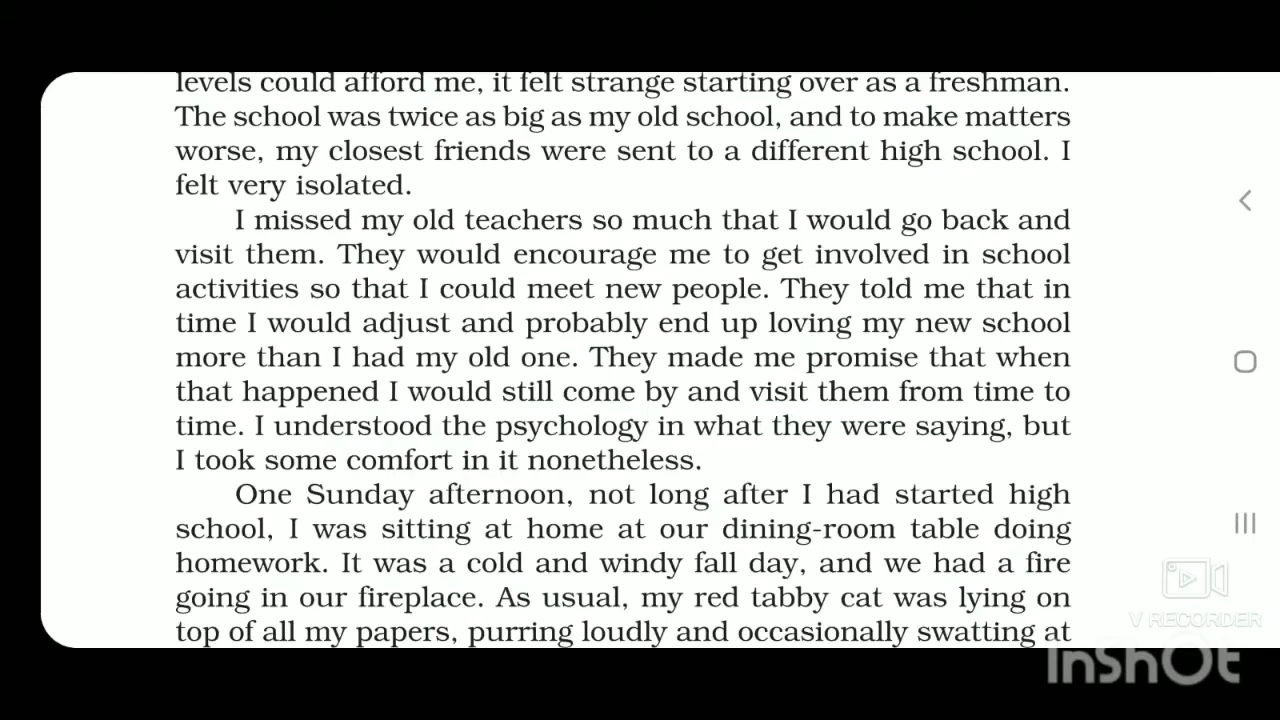 levels could afford me, it felt strange starting over as a freshman.
The school was twice as big as my old school, and to make matters
worse, my closest friends were sent to a different high school. I
felt very isolated.
I missed my old teachers so much that I would go back and
visit them. They would encourage me to get involved in school
activities so that I could meet new people. They told me that in
time I would adjust and probably end up loving my new school
more than I had my old one. They made me promise that when
that happened I would still come by and visit them from time to
time. I understood the psychology in what they were saying, but
I took some comfort in it nonetheless.
One Sunday afternoon, not long after I had started high
school, I was sitting at home at our dining-room table doing
homework. It was a cold and windy fall day, and we had a fire
going in our fireplace. As usual, my red tabby cat was lying on
top of all my papers, purring loudly and occasionally swatting at
V RECORDER
InShOt